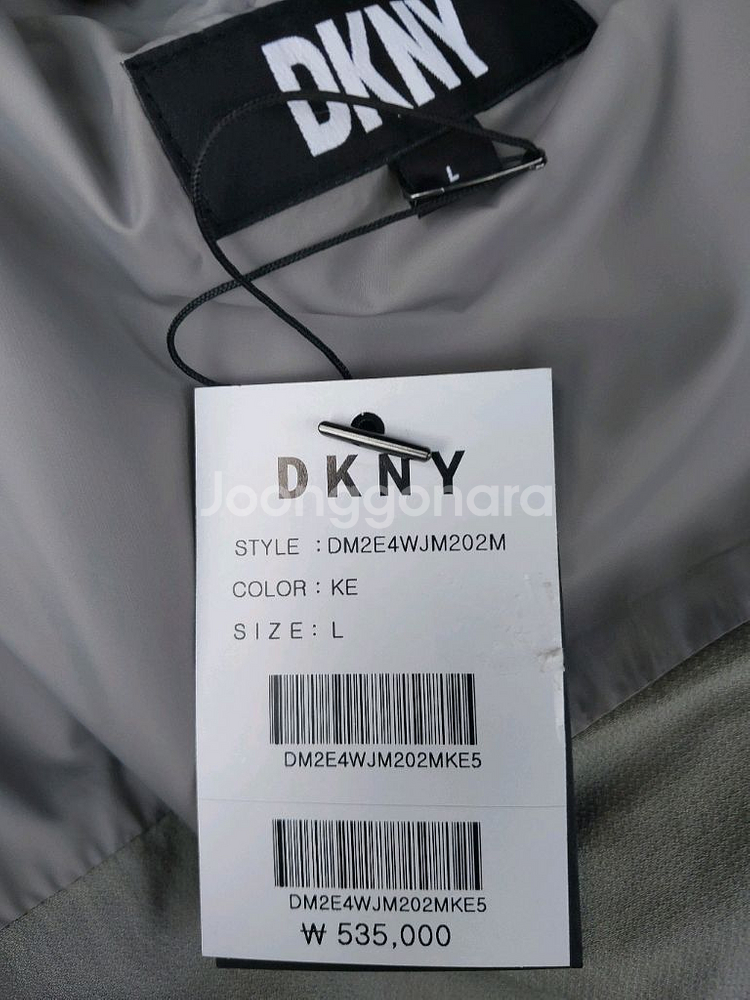 DKNY
L
DKNY
Joonggonara
STYLE : DM2E4WJM202M
COLOR : KE
SIZE : L
DM2E4WJM202MKE5
DM2E4WJM202MKE5
₩ 535,000